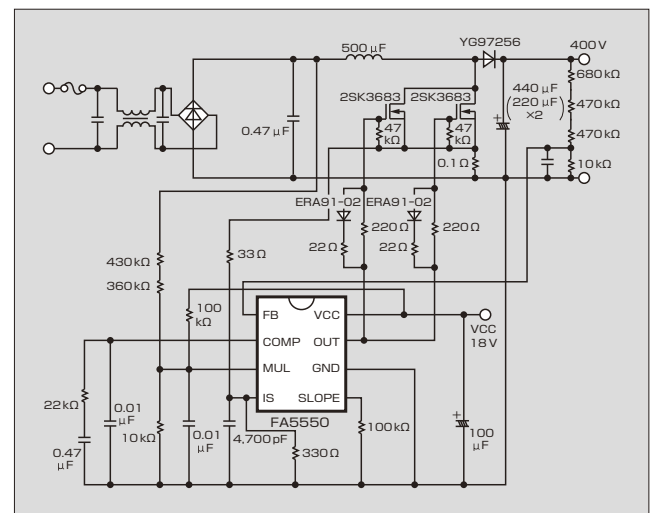 500μF
YG97256
400V
680kΩ
2SK3683
2SK3683
440μF
(220μF
×2)
470kΩ
0.47μF
47
kΩ
47
kΩ
+
470kΩ
0.1Ω
10kΩ
ERA91-02
ERA91-02
220Ω
220Ω
33Ω
22Ω
22Ω
430kΩ
360kΩ
100
kΩ
FB
VCC
VCC
18V
COMP
OUT
MUL
GND
IS
SLOPE
FA5550
22kΩ
0.01
μF
10kΩ
0.01
μF
4,700pF
330Ω
100kΩ
+
100
μF
0.47
μF